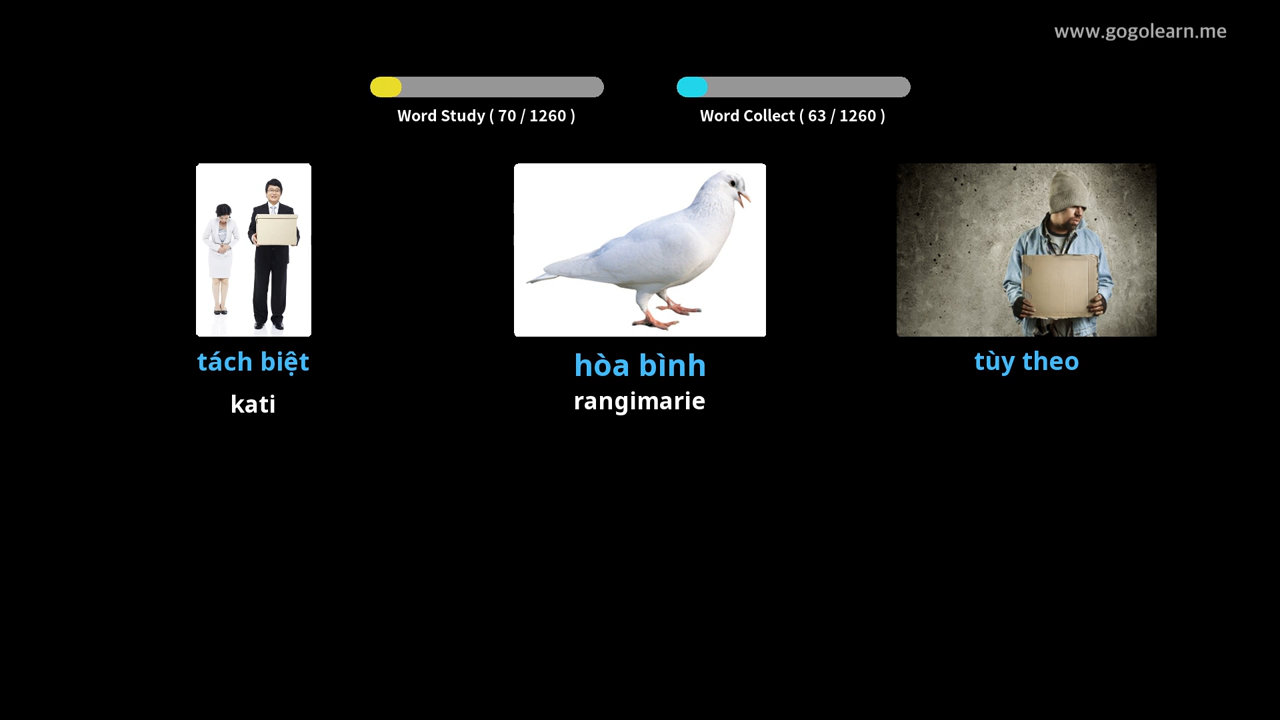 www.gogolearn.me
Word Study ( 70 / 1260 )
Word Collect ( 63 / 1260 )
tách biệt
kati
hòa bình
rangimarie
tùy theo